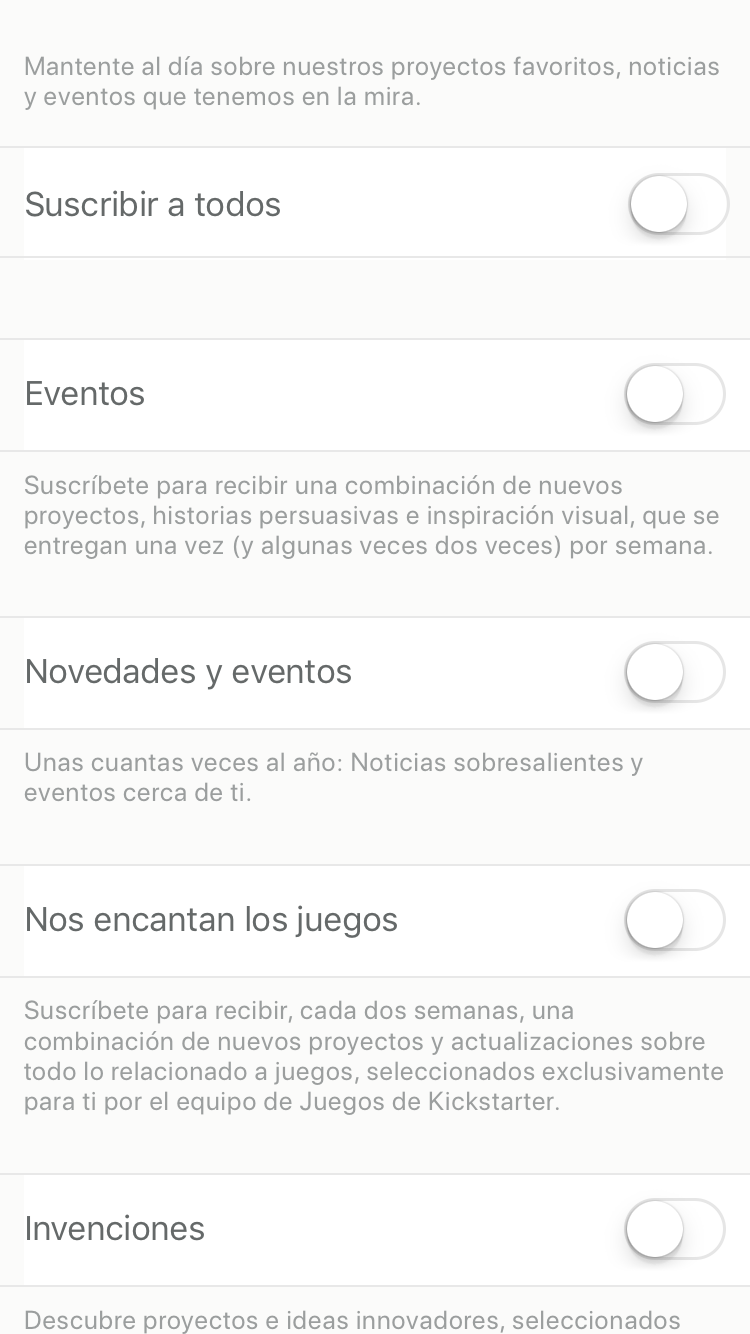 Mantente al día sobre nuestros proyectos favoritos, noticias
y eventos que tenemos en la mira.
Suscribir a todos
Eventos
Suscríbete para recibir una combinación de nuevos
proyectos, historias persuasivas e inspiración visual, que se
entregan una vez (y algunas veces dos veces) por semana.
Novedades y eventos
Unas cuantas veces al año: Noticias sobresalientes y
eventos cerca de ti.
Nos encantan los juegos
Suscríbete para recibir, cada dos semanas, una
combinación de nuevos proyectos y actualizaciones sobre
todo lo relacionado a juegos, seleccionados exclusivamente
para ti por el equipo de Juegos de Kickstarter.
Invenciones
Descubre proyectos e ideas innovadores, seleccionados